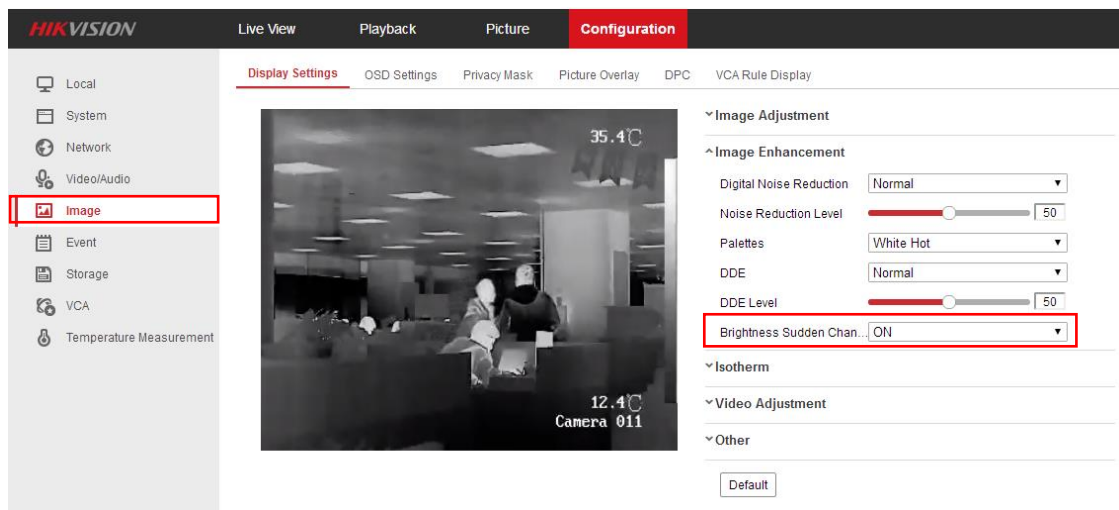 HIKVISION
Live View Playback Picture Configuration
Local
System
Network
Video/Audio
Image
Event
Storage
VCA
Temperature Measurement
Display Settings OSD Settings Privacy Mask Picture Overlay DPC VCA Rule Display
35.4℃
12.4℃
Camera 011
Image Adjustment
Image Enhancement
Digital Noise Reduction Normal
Noise Reduction Level 50
Palettes White Hot
DDE Normal
DDE Level 50
Brightness Sudden Chan... ON
Isotherm
Video Adjustment
Other
Default